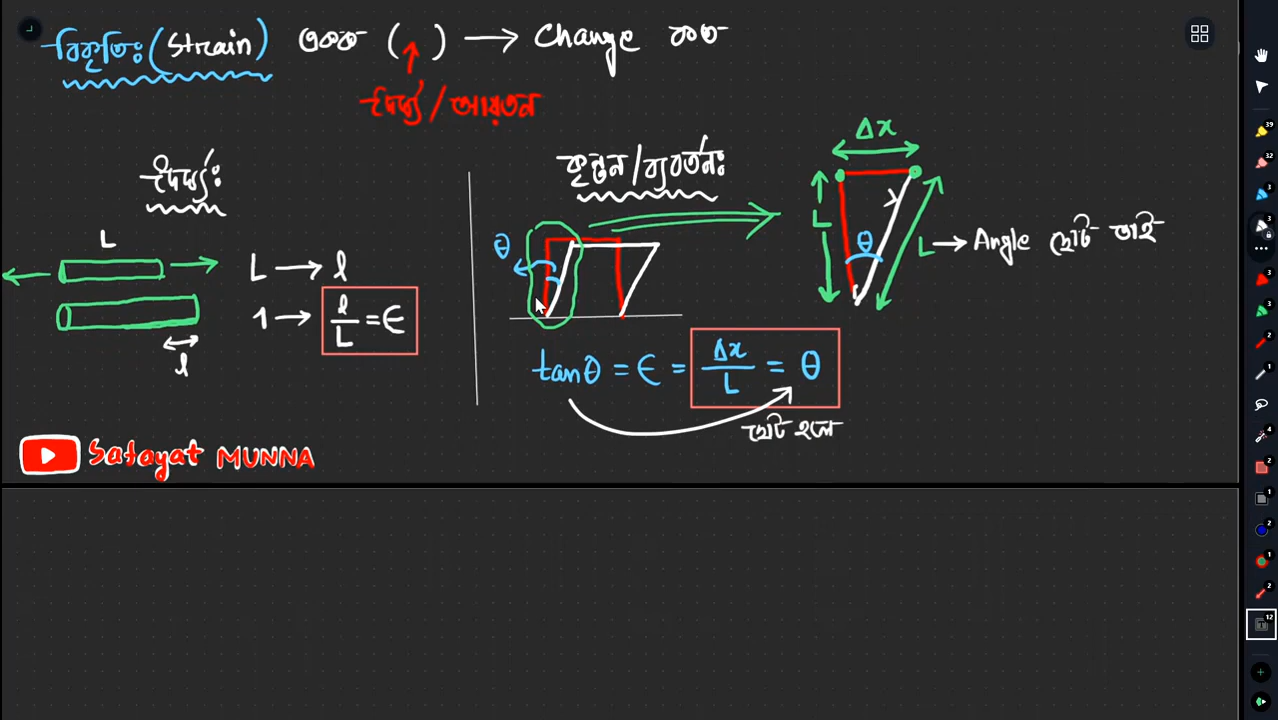 বিকৃতিঃ (Strain) একক ( ) → Change কত
দৈর্ঘ্য / আয়তন
দৈর্ঘ্যঃ
L
L → l
1 → l/L = ϵ
l
কৃন্তন/ব্যবর্তনঃ
θ
Δx
L
θ
L → Angle ছোট তাই
tanθ = ϵ = Δx/L = θ
ছোট হলে
Satayat MUNNA